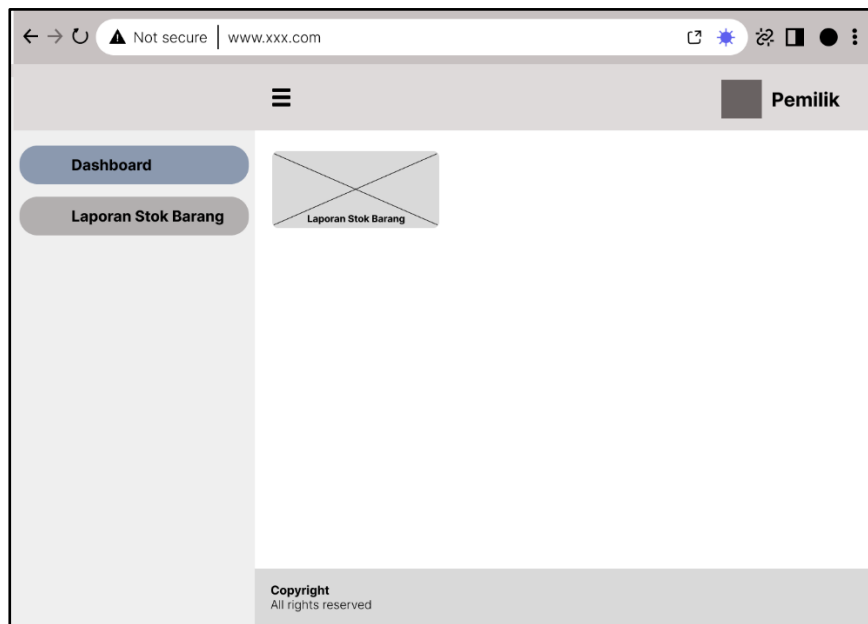 Not secure www.xxx.com
Pemilik
Dashboard
Laporan Stok Barang
Laporan Stok Barang
Copyright
All rights reserved